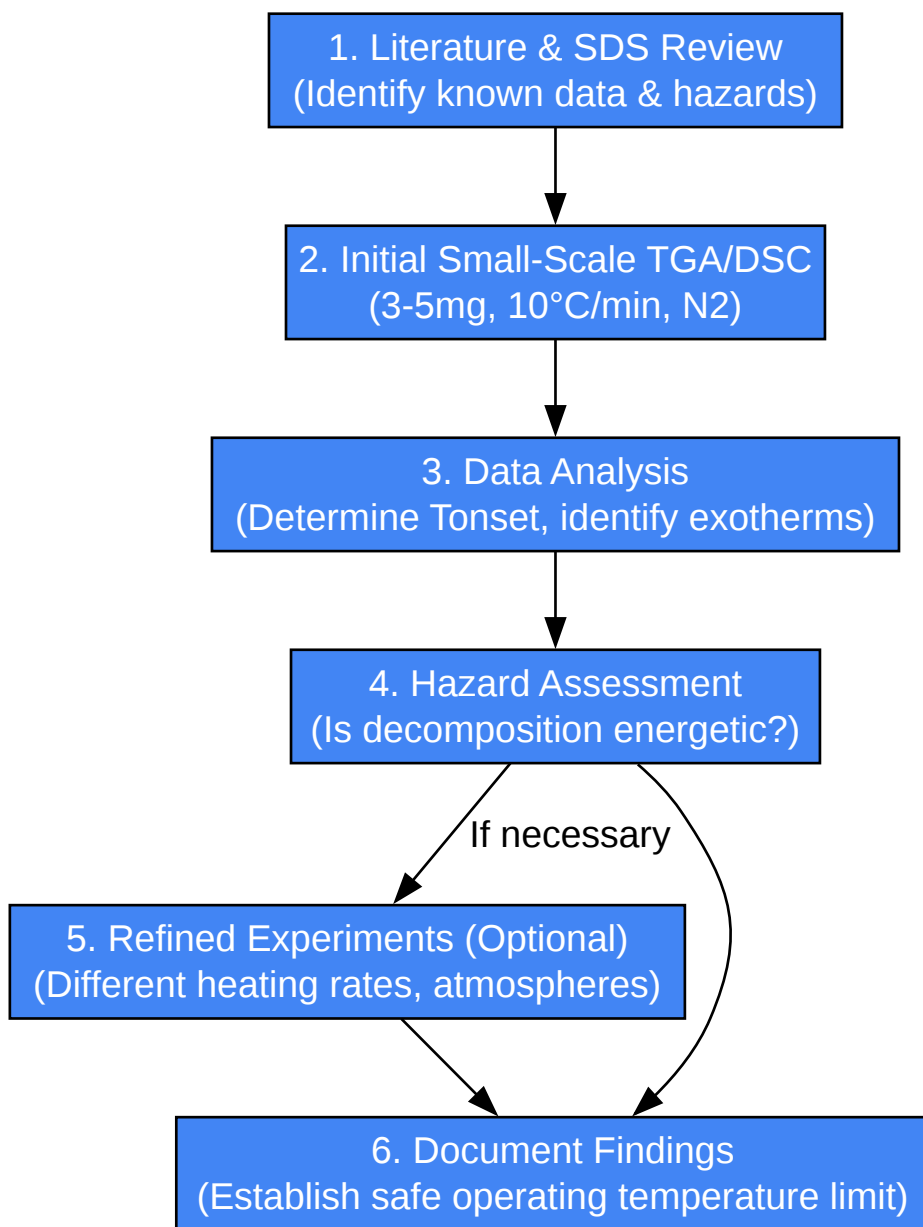 1. Literature & SDS Review
(Identify known data & hazards)
2. Initial Small-Scale TGA/DSC
(3-5mg, 10°C/min, N2)
3. Data Analysis
(Determine Tonset, identify exotherms)
4. Hazard Assessment
(Is decomposition energetic?)
If necessary
5. Refined Experiments (Optional)
(Different heating rates, atmospheres)
6. Document Findings
(Establish safe operating temperature limit)